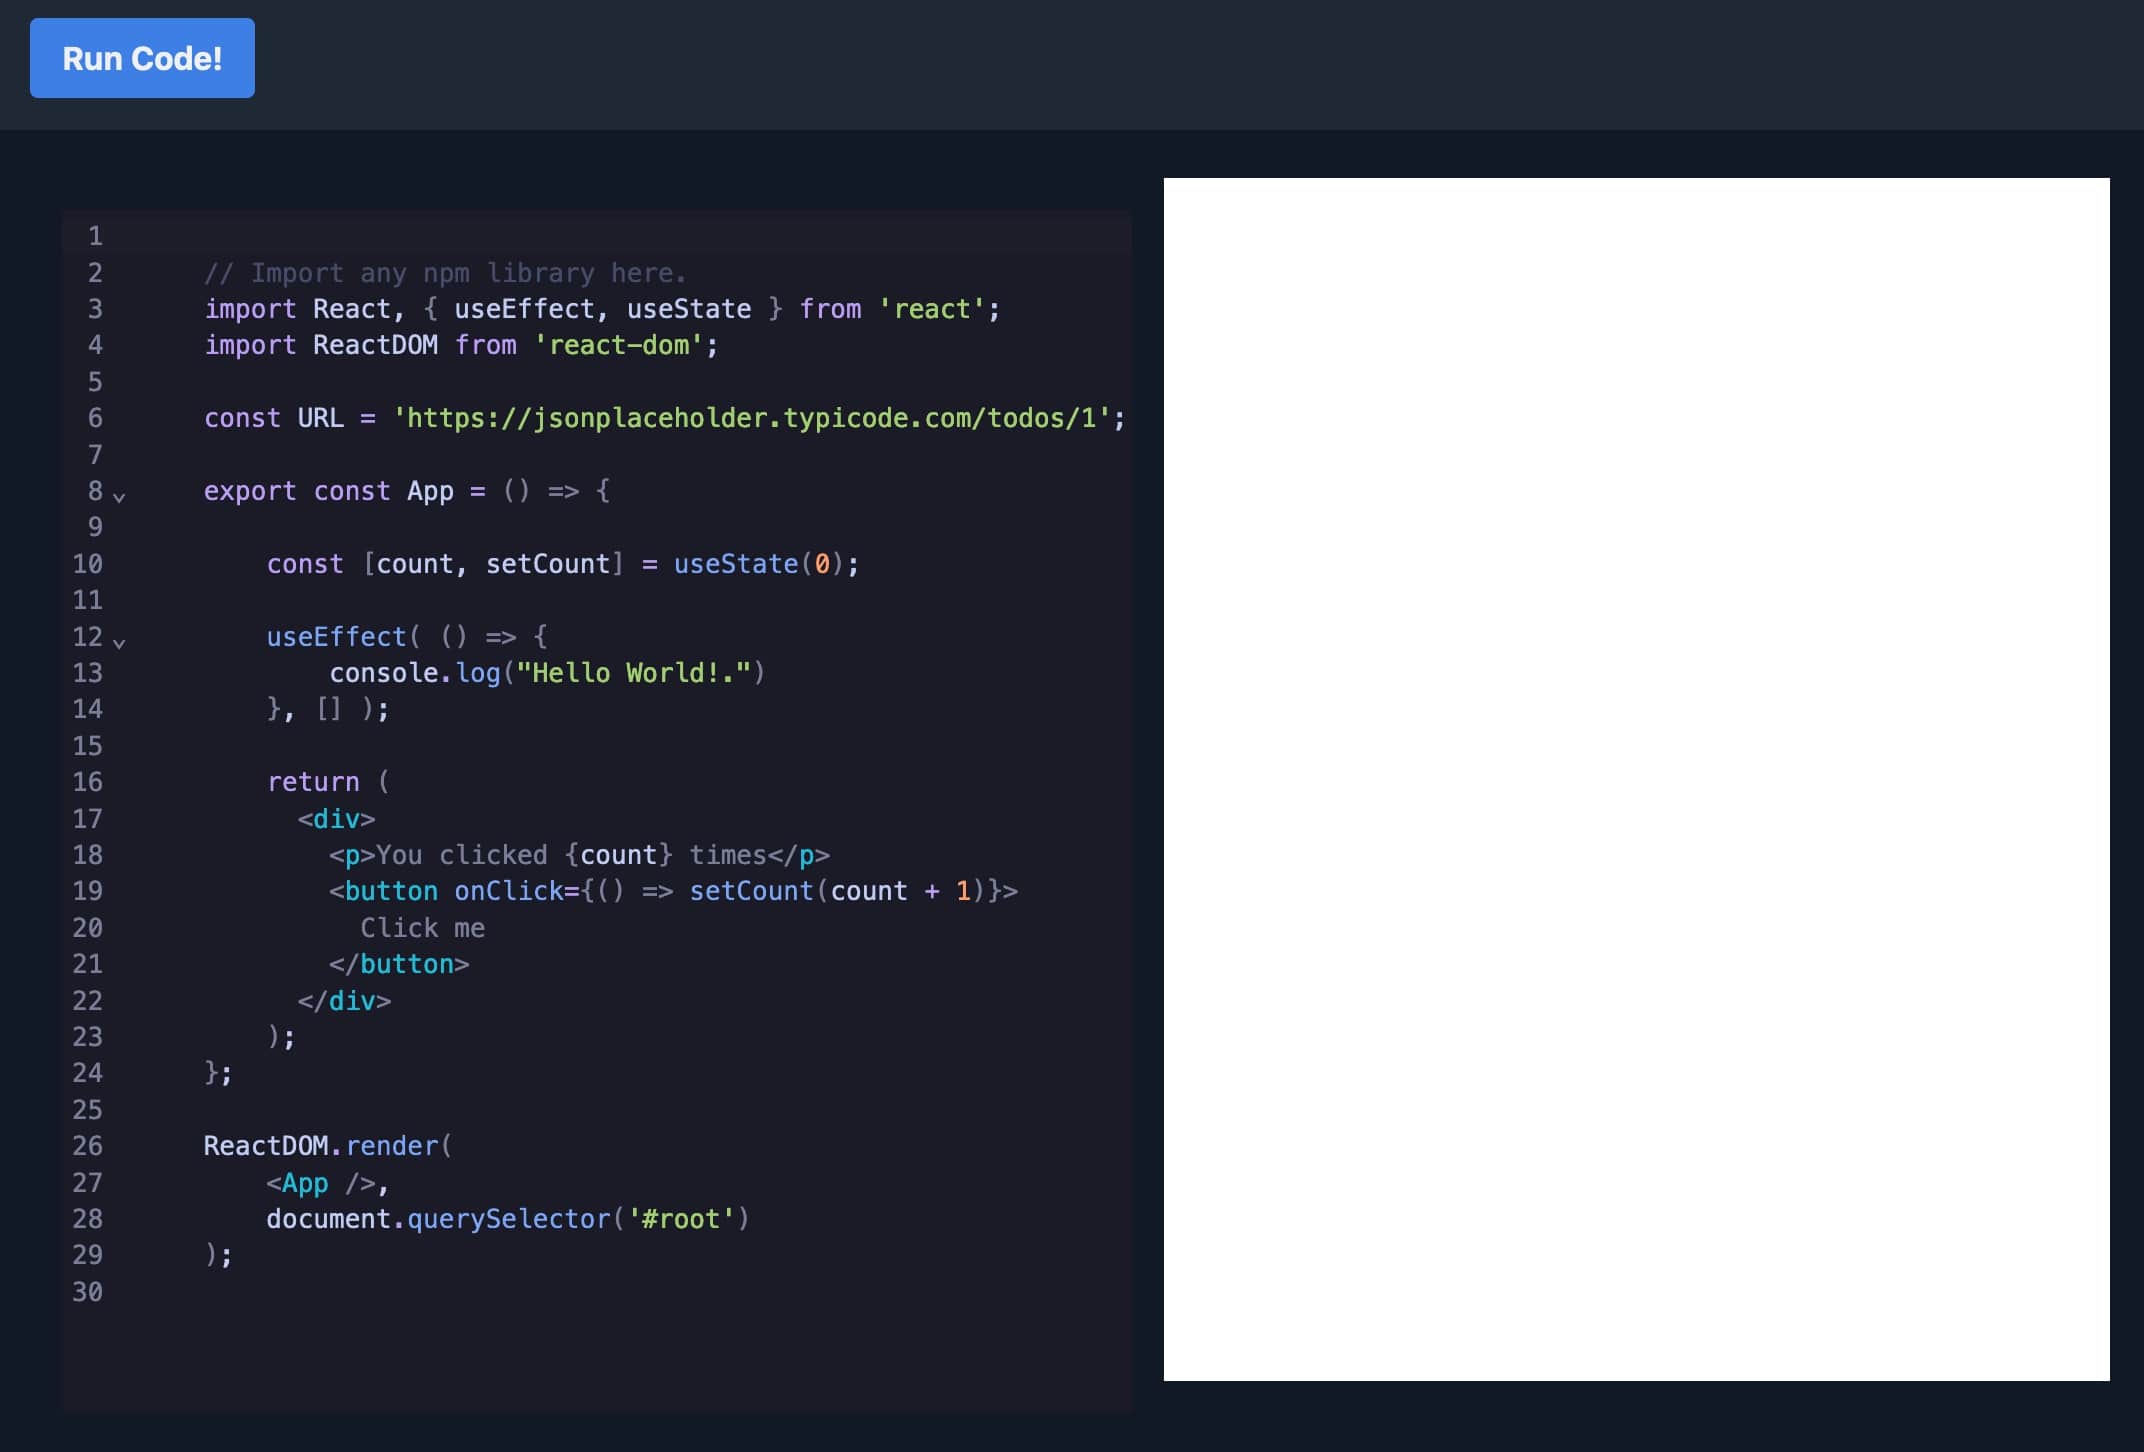 Run Code!
1
2 // Import any npm library here.
3 import React, { useEffect, useState } from 'react';
4 import ReactDOM from 'react-dom';
5
6 const URL = 'https://jsonplaceholder.typicode.com/todos/1';
7
8 export const App = () => {
9
10 const [count, setCount] = useState(0);
11
12 useEffect( () => {
13 console.log("Hello World!.")
14 }, [] );
15
16 return (
17 <div>
18 <p>You clicked {count} times</p>
19 <button onClick={() => setCount(count + 1)}>
20 Click me
21 </button>
22 </div>
23 );
24 };
25
26 ReactDOM.render(
27 <App />,
28 document.querySelector('#root')
29 );
30